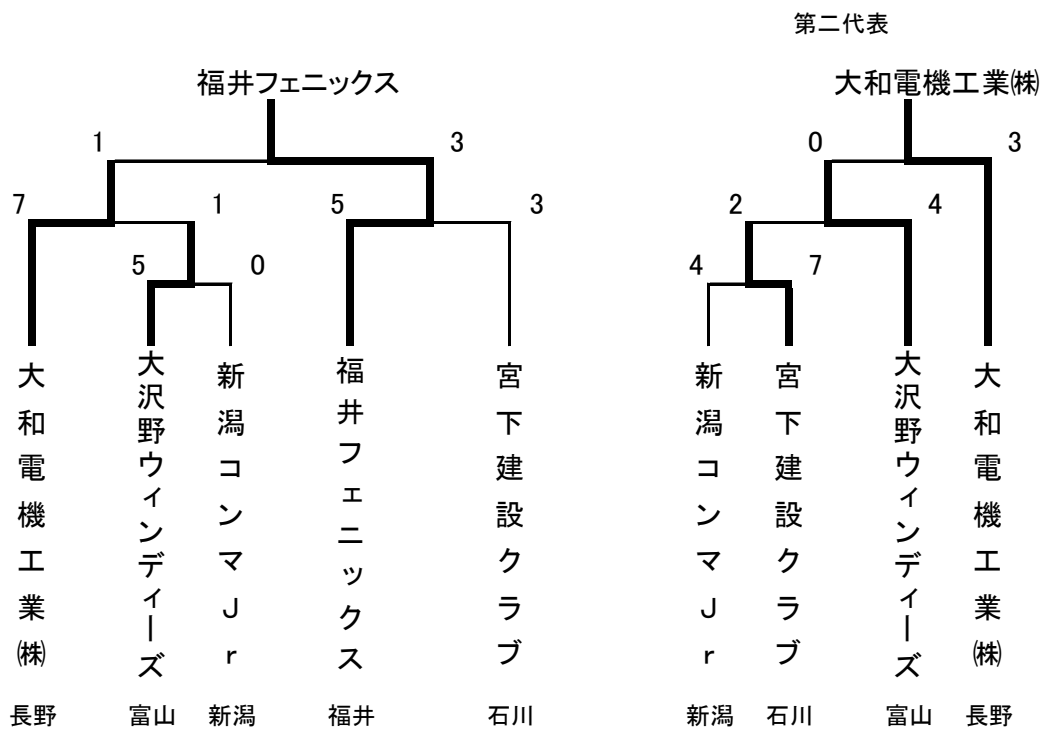 第二代表
福井フェニックス
大和電機工業㈱
1
3
0
3
7
1
5
3
2
4
5
0
4
7
大和電機工業㈱
大沢野ウィンディーズ
新潟コンマJr
福井フェニックス
宮下建設クラブ
新潟コンマJr
宮下建設クラブ
大沢野ウィンディーズ
大和電機工業㈱
長野
富山
新潟
福井
石川
新潟
石川
富山
長野